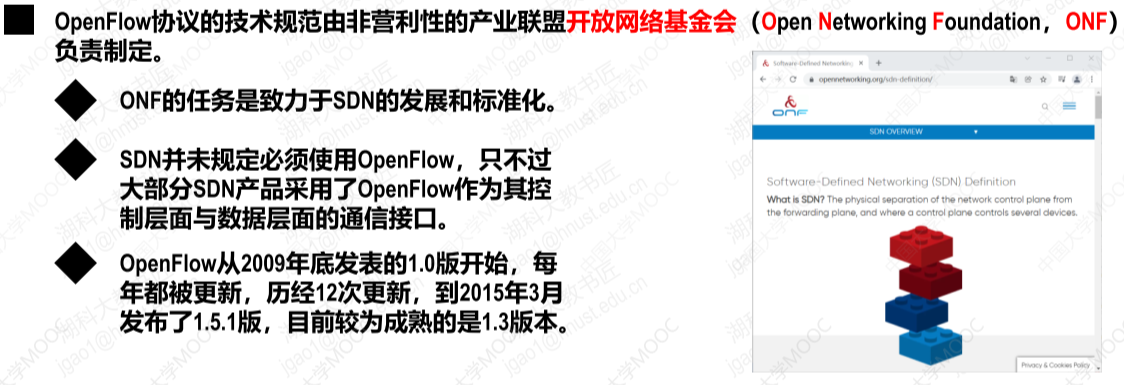 OpenFlow协议的技术规范由非营利性的产业联盟开放网络基金会（Open Networking Foundation，ONF）
负责制定。
ONF的任务是致力于SDN的发展和标准化。
SDN并未规定必须使用OpenFlow，只不过
大部分SDN产品采用了OpenFlow作为其控
制层面与数据层面的通信接口。
OpenFlow从2009年底发表的1.0版开始，每
年都被更新，历经12次更新，到2015年3月
发布了1.5.1版，目前较为成熟的是1.3版本。
Software-Defined Networking
opennetworking.org/sdn-definition/
ONF
SDN OVERVIEW
Software-Defined Networking (SDN) Definition
What is SDN? The physical separation of the network control plane from
the forwarding plane, and where a control plane controls several devices.
Privacy & Cookies Policy
中国大学MOOC
湖科大教书匠
jgao1@hnust.edu.cn